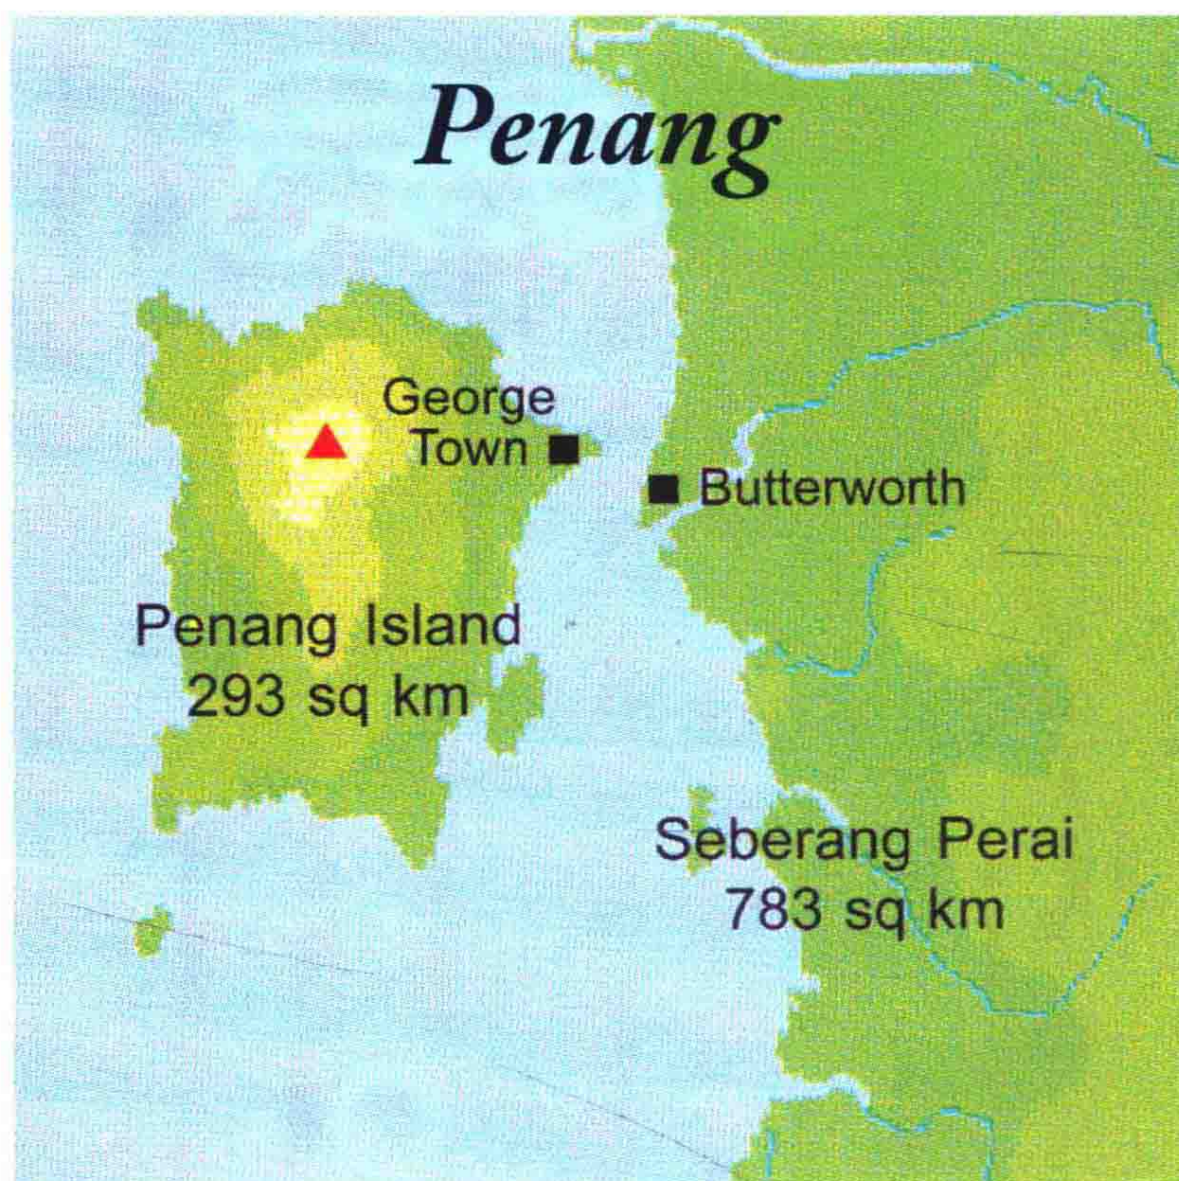 Penang
George
Town
Butterworth
Penang Island
293 sq km
Seberang Perai
783 sq km